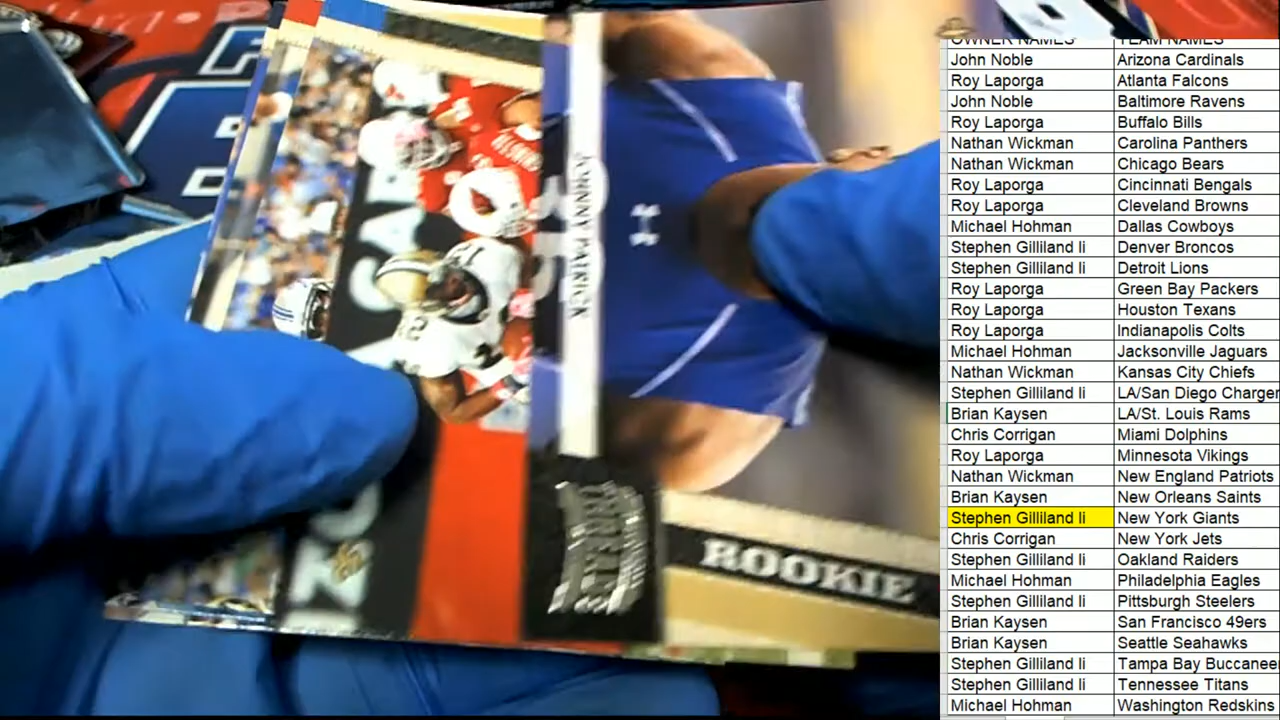 OWNER NAMES TEAM NAMES
John Noble Arizona Cardinals
Roy Laporga Atlanta Falcons
John Noble Baltimore Ravens
Roy Laporga Buffalo Bills
Nathan Wickman Carolina Panthers
Nathan Wickman Chicago Bears
Roy Laporga Cincinnati Bengals
Roy Laporga Cleveland Browns
Michael Hohman Dallas Cowboys
Stephen Gilliland Ii Denver Broncos
Stephen Gilliland Ii Detroit Lions
Roy Laporga Green Bay Packers
Roy Laporga Houston Texans
Roy Laporga Indianapolis Colts
Michael Hohman Jacksonville Jaguars
Nathan Wickman Kansas City Chiefs
Stephen Gilliland Ii LA/San Diego Charger
Brian Kaysen LA/St. Louis Rams
Chris Corrigan Miami Dolphins
Roy Laporga Minnesota Vikings
Nathan Wickman New England Patriots
Brian Kaysen New Orleans Saints
Stephen Gilliland Ii New York Giants
Chris Corrigan New York Jets
Stephen Gilliland Ii Oakland Raiders
Michael Hohman Philadelphia Eagles
Stephen Gilliland Ii Pittsburgh Steelers
Brian Kaysen San Francisco 49ers
Brian Kaysen Seattle Seahawks
Stephen Gilliland Ii Tampa Bay Buccanee
Stephen Gilliland Ii Tennessee Titans
Michael Hohman Washington Redskins
JOHNNY PATRICK
ROOKIE